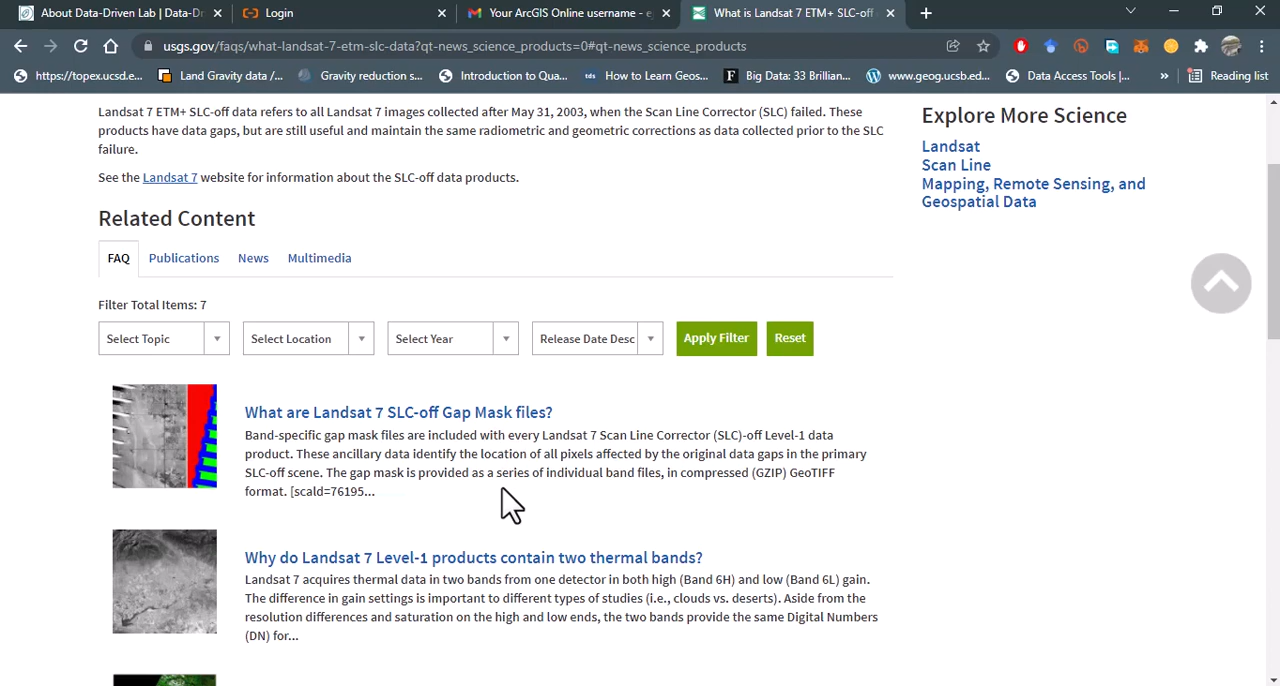 About Data-Driven Lab | Data-Dr
Login
Your ArcGIS Online username - e
What is Landsat 7 ETM+ SLC-off
usgs.gov/faqs/what-landsat-7-etm-slc-data?qt-news_science_products=0#qt-news_science_products
https://topex.ucsd.e...
Land Gravity data /...
Gravity reduction s...
Introduction to Qua...
tds
How to Learn Geos...
F
Big Data: 33 Brillian...
www.geog.ucsb.ed...
Data Access Tools |...
»
Reading list
Landsat 7 ETM+ SLC-off data refers to all Landsat 7 images collected after May 31, 2003, when the Scan Line Corrector (SLC) failed. These
products have data gaps, but are still useful and maintain the same radiometric and geometric corrections as data collected prior to the SLC
failure.
See the Landsat 7 website for information about the SLC-off data products.
Related Content
FAQ
Publications
News
Multimedia
Filter Total Items: 7
Select Topic
Select Location
Select Year
Release Date Desc
Apply Filter
Reset
What are Landsat 7 SLC-off Gap Mask files?
Band-specific gap mask files are included with every Landsat 7 Scan Line Corrector (SLC)-off Level-1 data
product. These ancillary data identify the location of all pixels affected by the original data gaps in the primary
SLC-off scene. The gap mask is provided as a series of individual band files, in compressed (GZIP) GeoTIFF
format. [scald=76195...
Why do Landsat 7 Level-1 products contain two thermal bands?
Landsat 7 acquires thermal data in two bands from one detector in both high (Band 6H) and low (Band 6L) gain.
The difference in gain settings is important to different types of studies (i.e., clouds vs. deserts). Aside from the
resolution differences and saturation on the high and low ends, the two bands provide the same Digital Numbers
(DN) for...
Explore More Science
Landsat
Scan Line
Mapping, Remote Sensing, and
Geospatial Data